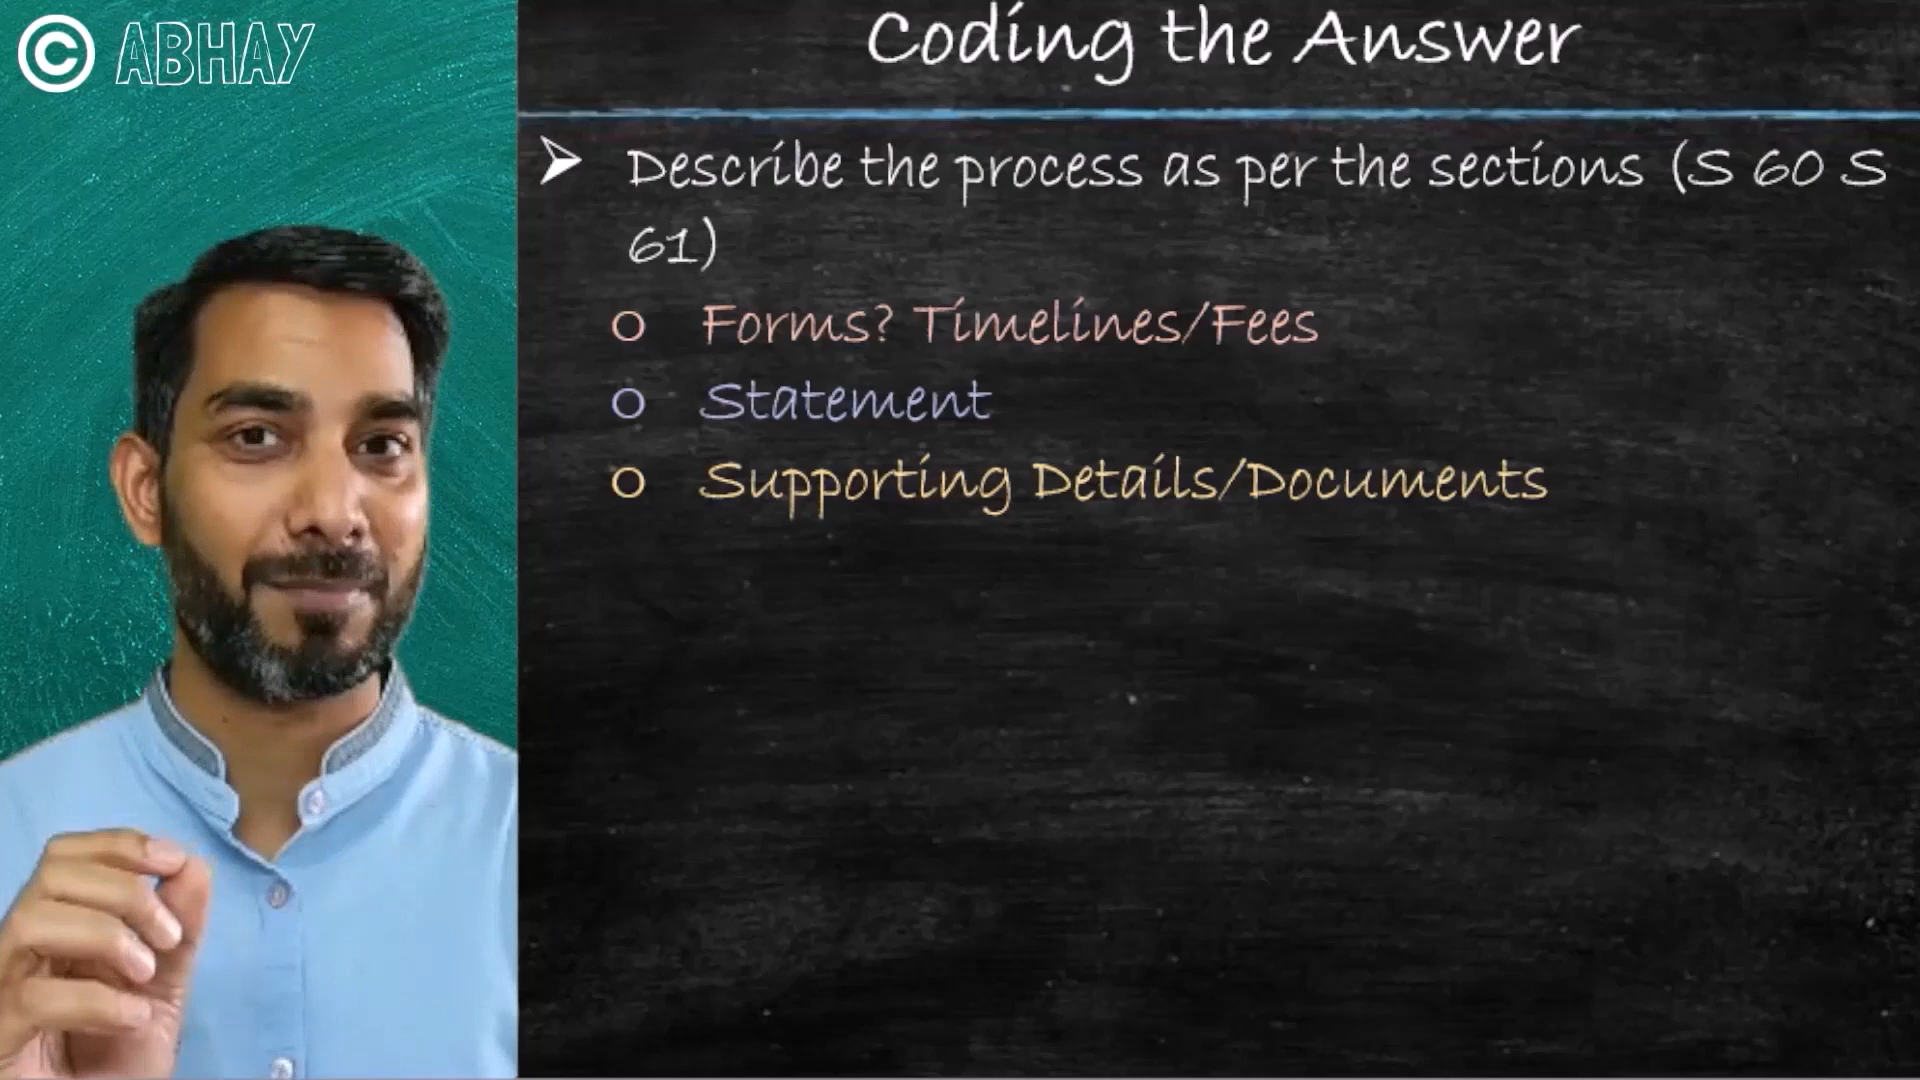 © ABHAY
Coding the Answer
Describe the process as per the sections (S 60 S
61)
Forms? Timelines/Fees
Statement
Supporting Details/Documents